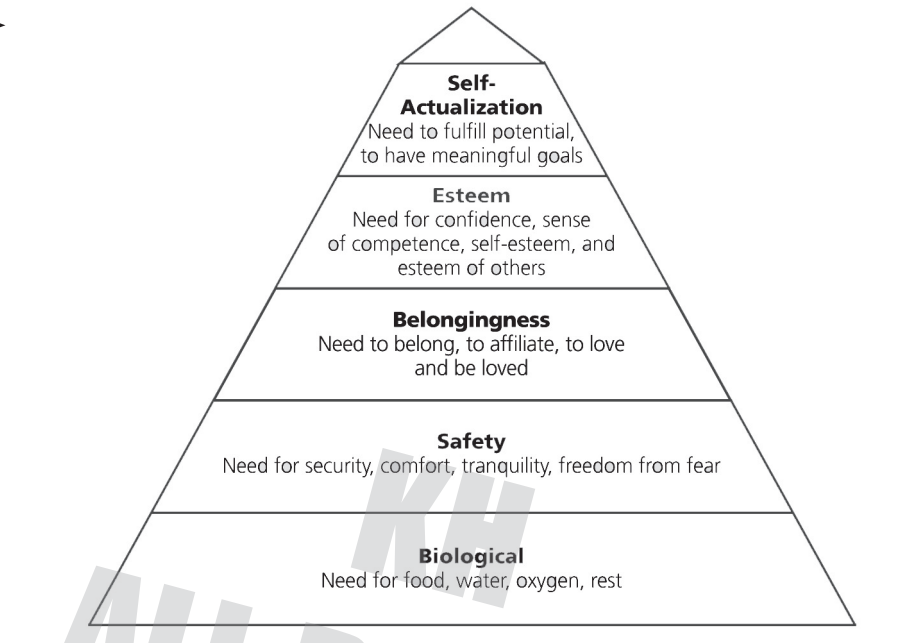 Self-
Actualization
Need to fulfill potential,
to have meaningful goals
Esteem
Need for confidence, sense
of competence, self-esteem, and
esteem of others
Belongingness
Need to belong, to affiliate, to love
and be loved
Safety
Need for security, comfort, tranquility, freedom from fear
KH
Biological
Need for food, water, oxygen, rest